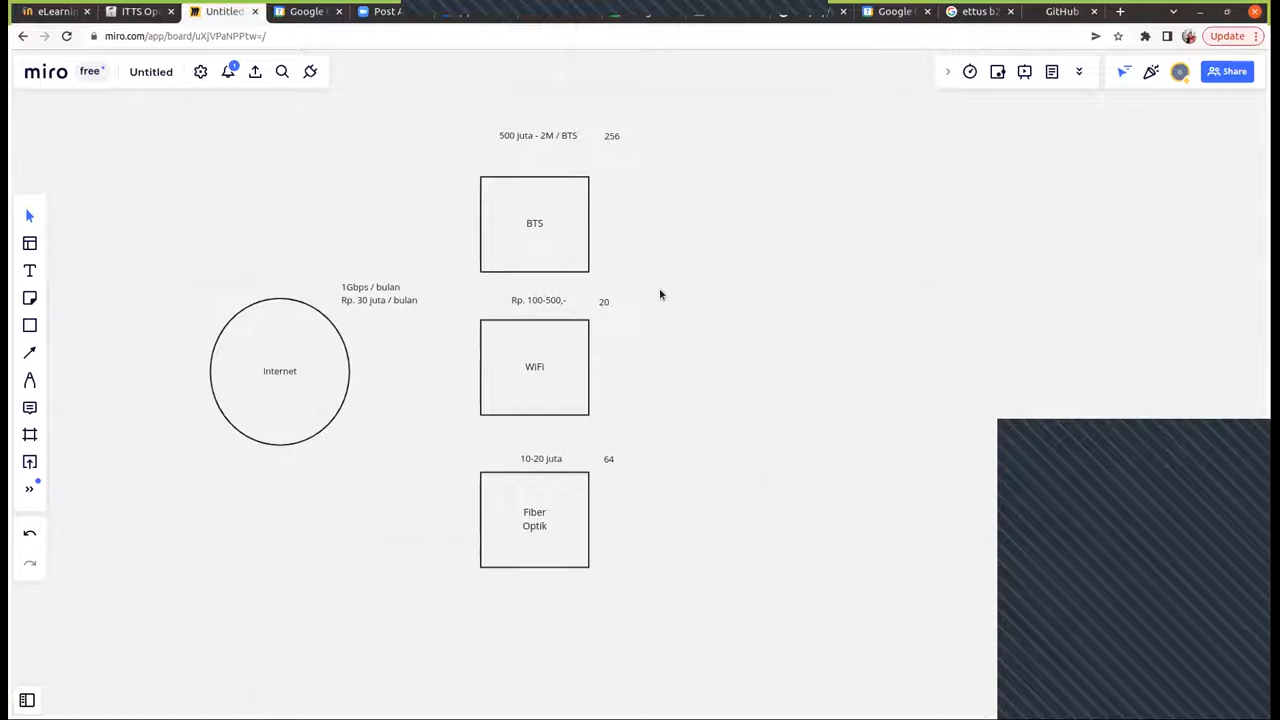 eLearnin
ITTS Op
Untitled
Google
Post A
Google
ettus b2
GitHub
miro.com/app/board/uXjVPaNPPtw=/
Update
miro
free
Untitled
1
Share
500 juta - 2M / BTS 256
BTS
1Gbps / bulan
Rp. 30 juta / bulan
Internet
Rp. 100-500,- 20
WiFi
10-20 juta 64
Fiber
Optik